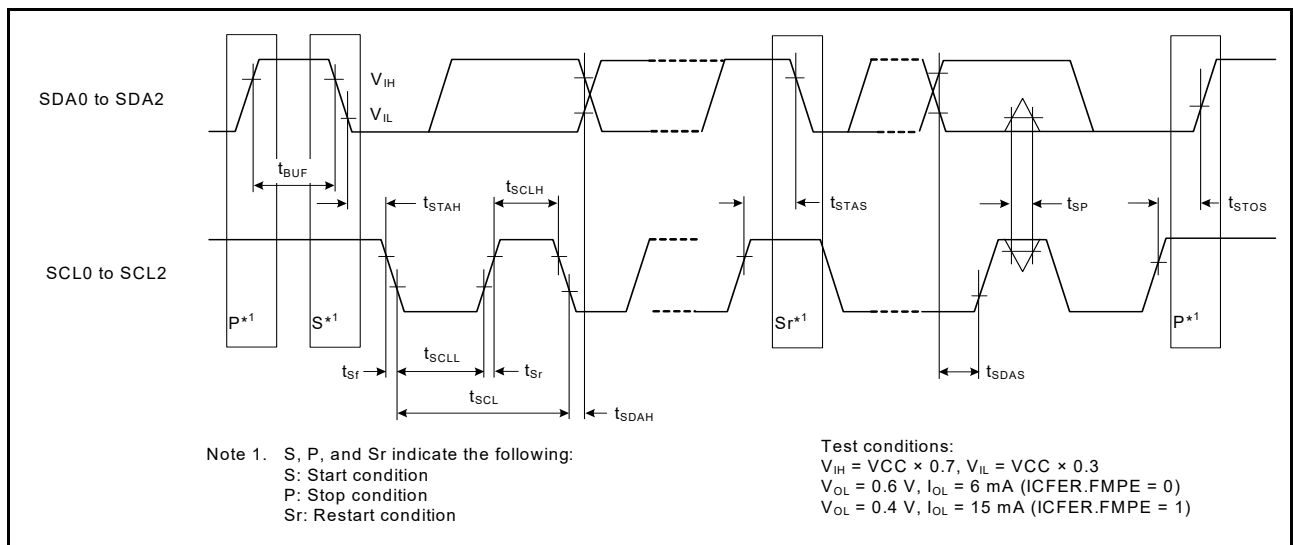 SDA0 to SDA2
V_IH
V_IL
t_BUF
t_STAH
t_SCLH
t_STAS
t_SP
t_STOS
SCL0 to SCL2
P*1
S*1
Sr*1
P*1
t_Sf
t_SCLL
t_Sr
t_SDAS
t_SCL
t_SDAH
Note 1. S, P, and Sr indicate the following:
S: Start condition
P: Stop condition
Sr: Restart condition
Test conditions:
V_IH = VCC × 0.7, V_IL = VCC × 0.3
V_OL = 0.6 V, I_OL = 6 mA (ICFER.FMPE = 0)
V_OL = 0.4 V, I_OL = 15 mA (ICFER.FMPE = 1)